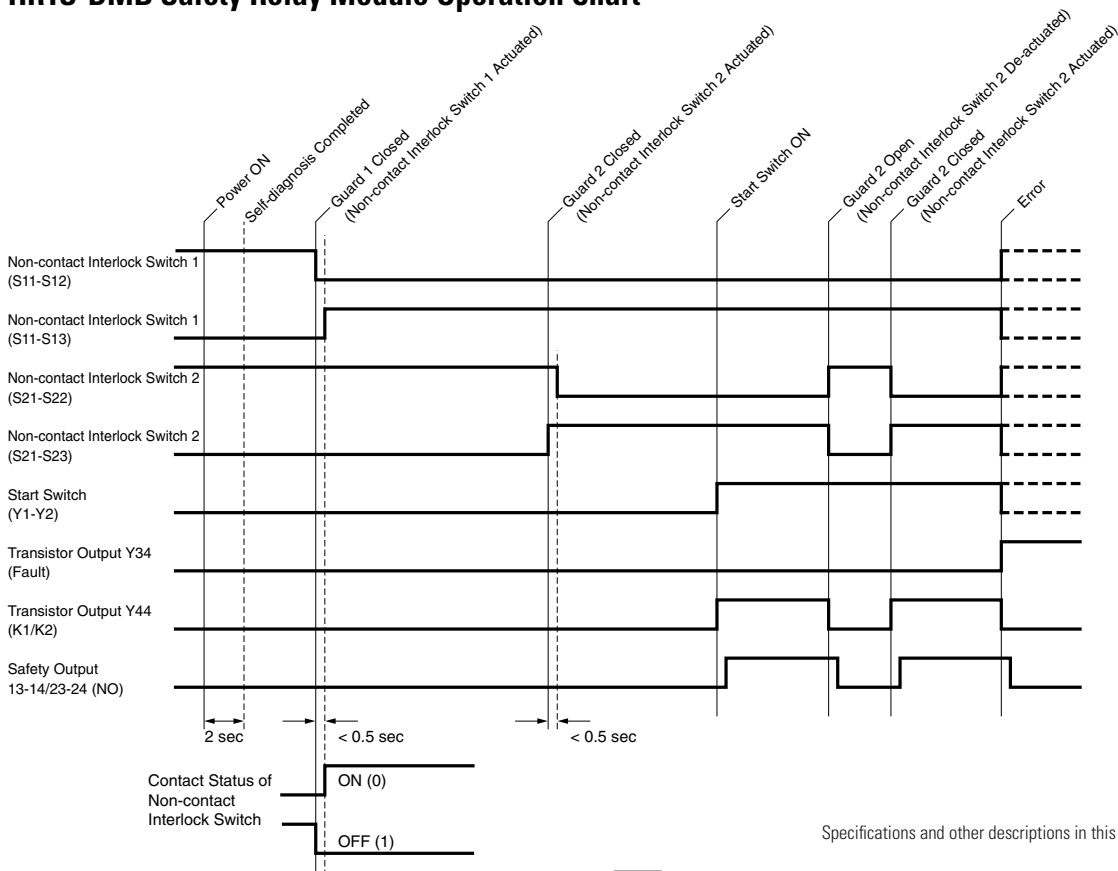 Power ON
Self-diagnosis Completed
Guard 1 Closed
(Non-contact Interlock Switch 1 Actuated)
Guard 2 Closed
(Non-contact Interlock Switch 2 Actuated)
Start Switch ON
Guard 2 Open
(Non-contact Interlock Switch 2 De-actuated)
Guard 2 Closed
(Non-contact Interlock Switch 2 Actuated)
Error
Non-contact Interlock Switch 1
(S11-S12)
Non-contact Interlock Switch 1
(S11-S13)
Non-contact Interlock Switch 2
(S21-S22)
Non-contact Interlock Switch 2
(S21-S23)
Start Switch
(Y1-Y2)
Transistor Output Y34
(Fault)
Transistor Output Y44
(K1/K2)
Safety Output
13-14/23-24 (NO)
2 sec
< 0.5 sec
< 0.5 sec
Contact Status of
Non-contact
Interlock Switch
ON (0)
OFF (1)
Specifications and other descriptions in this